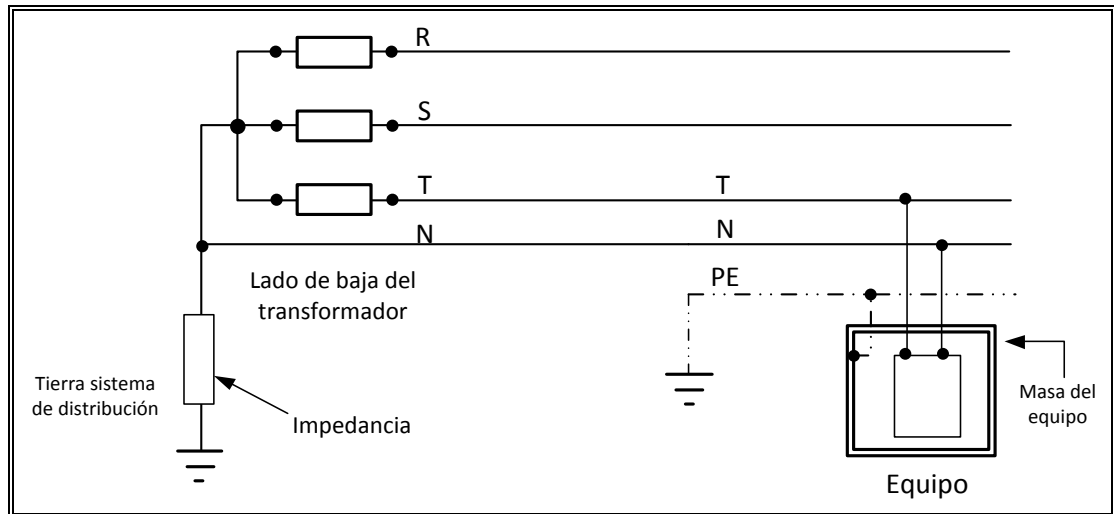 R
S
T
T
N
N
Lado de baja del
transformador
PE
Tierra sistema
de distribución
Impedancia
Masa del
equipo
Equipo